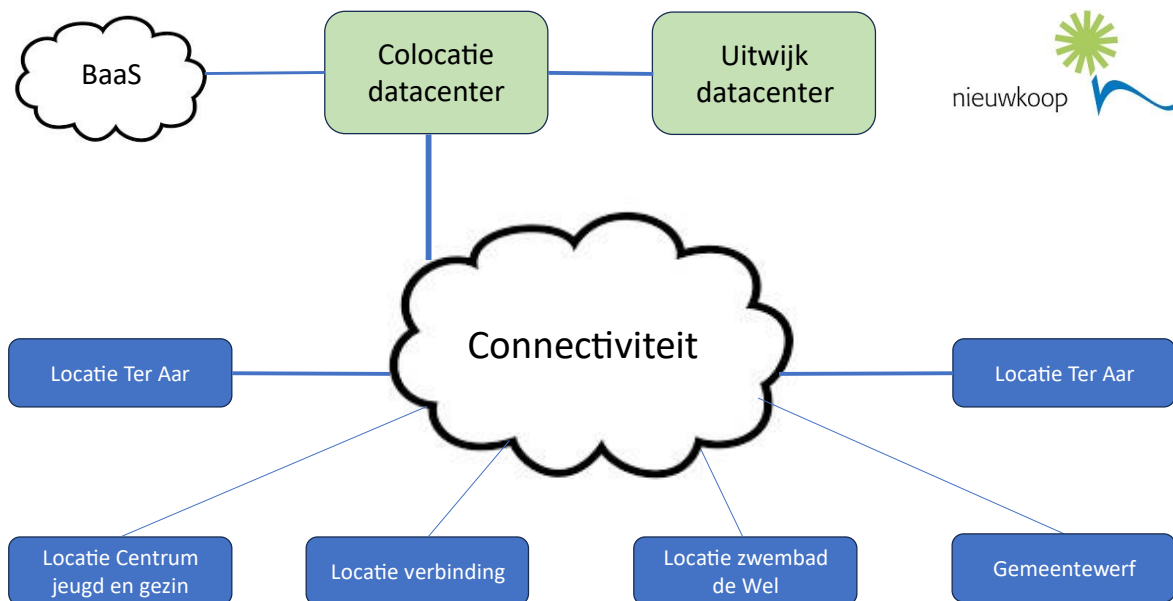 BaaS
Colocatie
datacenter
Uitwijk
datacenter
nieuwkoop
Connectiviteit
Locatie Ter Aar
Locatie Ter Aar
Locatie Centrum
jeugd en gezin
Locatie verbinding
Locatie zwembad
de Wel
Gemeentewerf